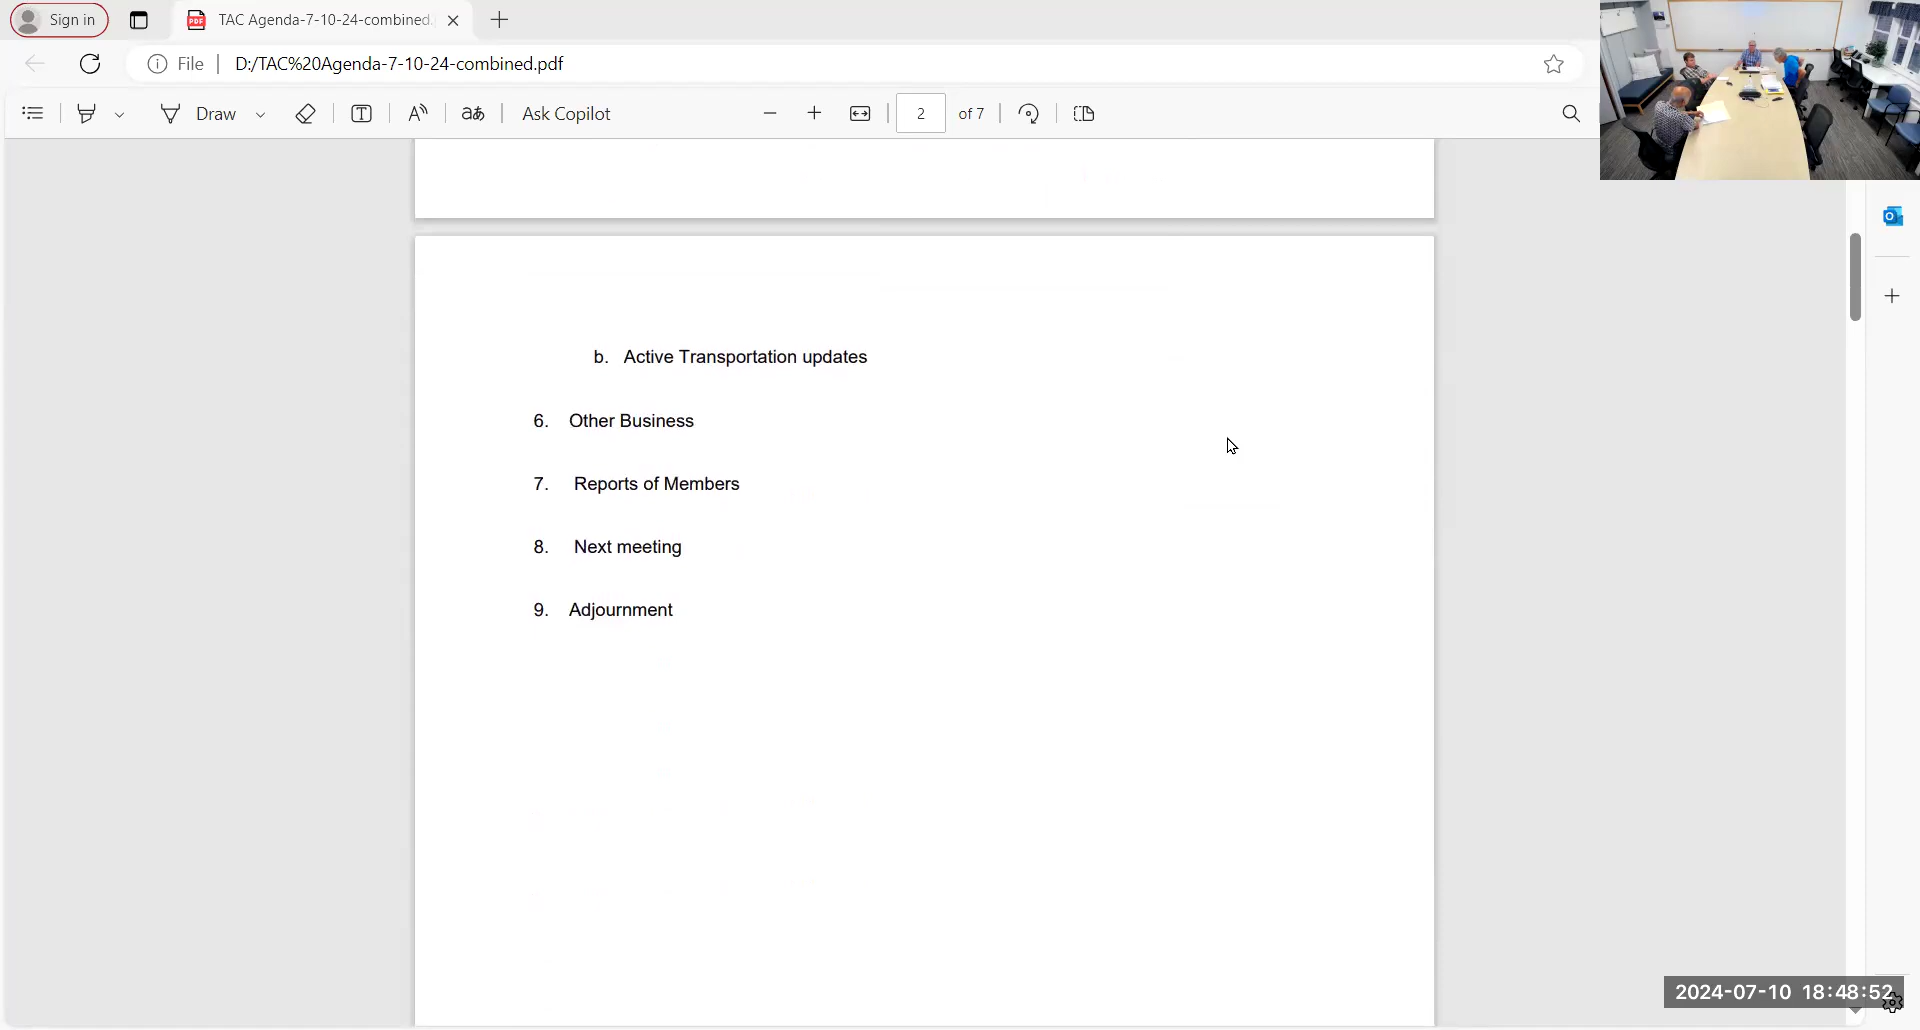 Sign in
TAC Agenda-7-10-24-combined.
File
D:/TAC%20Agenda-7-10-24-combined.pdf
Draw
aあ
Ask Copilot
2 of 7
b. Active Transportation updates
6. Other Business
7. Reports of Members
8. Next meeting
9. Adjournment
2024-07-10 18:48:52